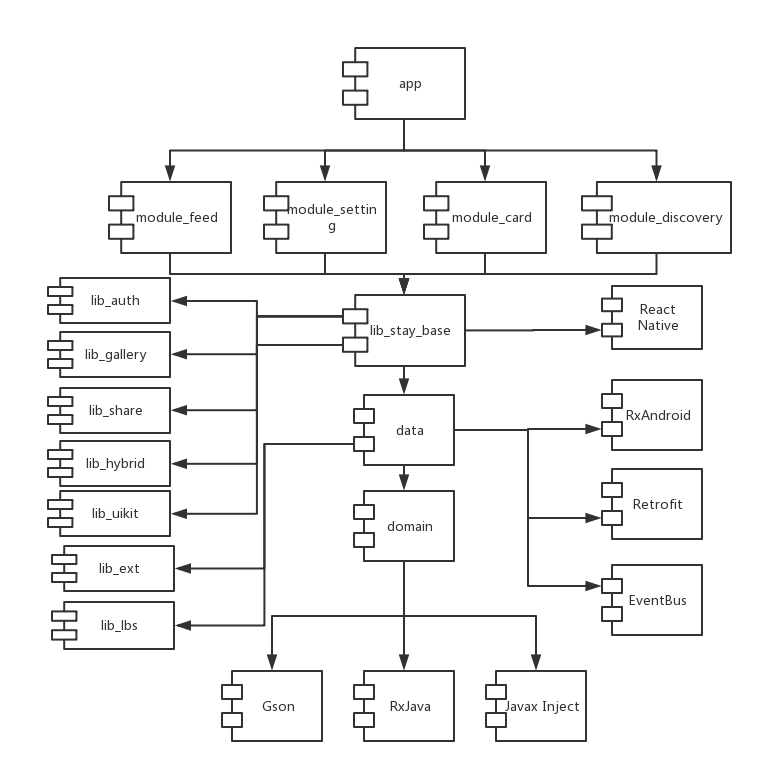 app
module_feed
module_settin
g
module_card
module_discovery
lib_auth
lib_stay_base
React
Native
lib_gallery
lib_share
data
RxAndroid
lib_hybrid
lib_uikit
domain
Retrofit
lib_ext
EventBus
lib_lbs
Gson
RxJava
Javax Inject